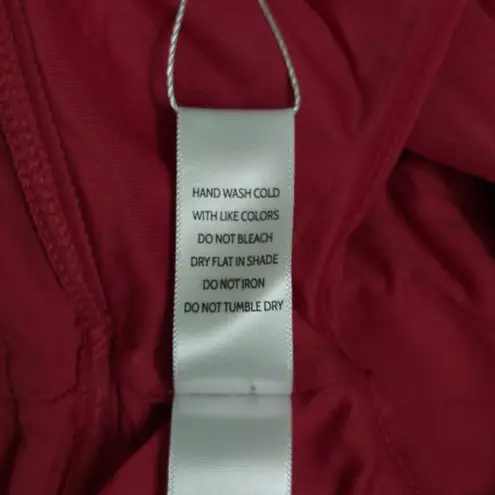 HAND WASH COLD
WITH LIKE COLORS
DO NOT BLEACH
DRY FLAT IN SHADE
DO NOT IRON
DO NOT TUMBLE DRY